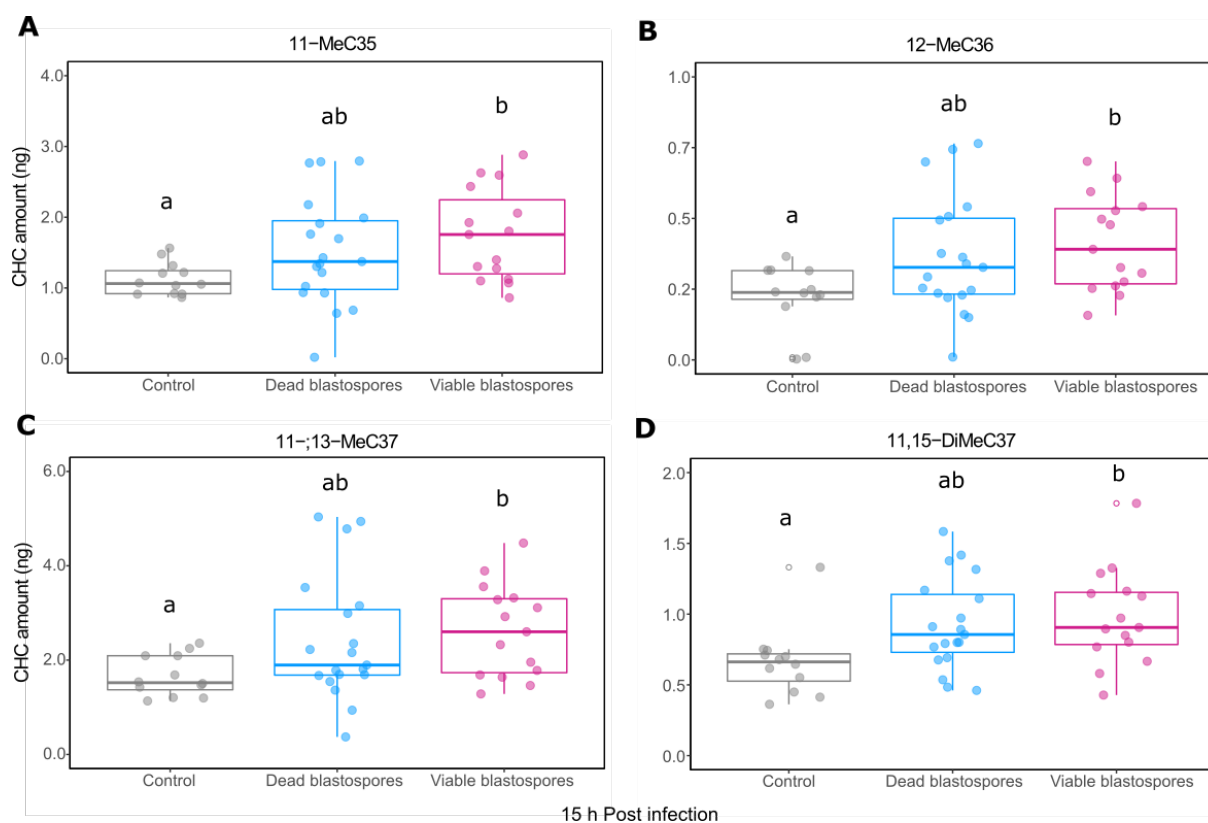 A
11−MeC35
CHC amount (ng)
4.0
3.0
2.0
1.0
0.0
a
ab
b
Control
Dead blastospores
Viable blastospores
B
12−MeC36
1.0
0.7
0.5
0.2
0.0
a
ab
b
Control
Dead blastospores
Viable blastospores
C
11−;13−MeC37
CHC amount (ng)
6.0
4.0
2.0
0.0
a
ab
b
Control
Dead blastospores
Viable blastospores
D
11,15−DiMeC37
2.0
1.5
1.0
0.5
0.0
a
ab
b
Control
Dead blastospores
Viable blastospores
15 h Post infection